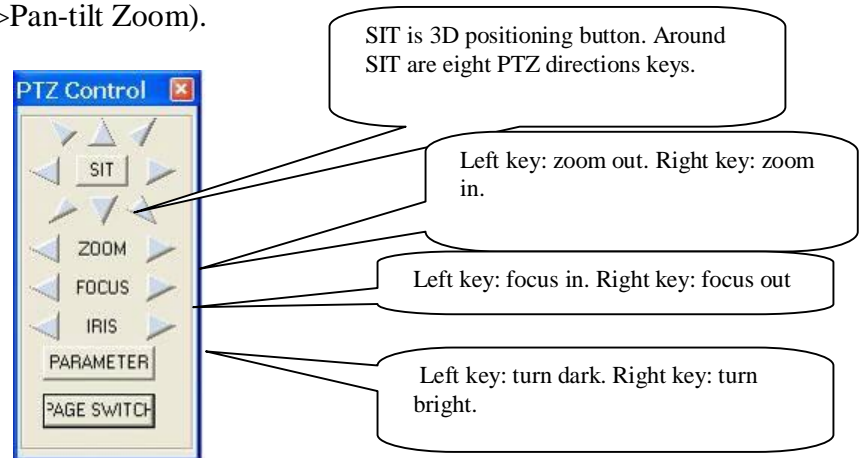 >Pan-tilt Zoom).
SIT is 3D positioning button. Around
SIT are eight PTZ directions keys.
PTZ Control
SIT
Left key: zoom out. Right key: zoom
in.
ZOOM
FOCUS
Left key: focus in. Right key: focus out
IRIS
PARAMETER
Left key: turn dark. Right key: turn
bright.
PAGE SWITCH